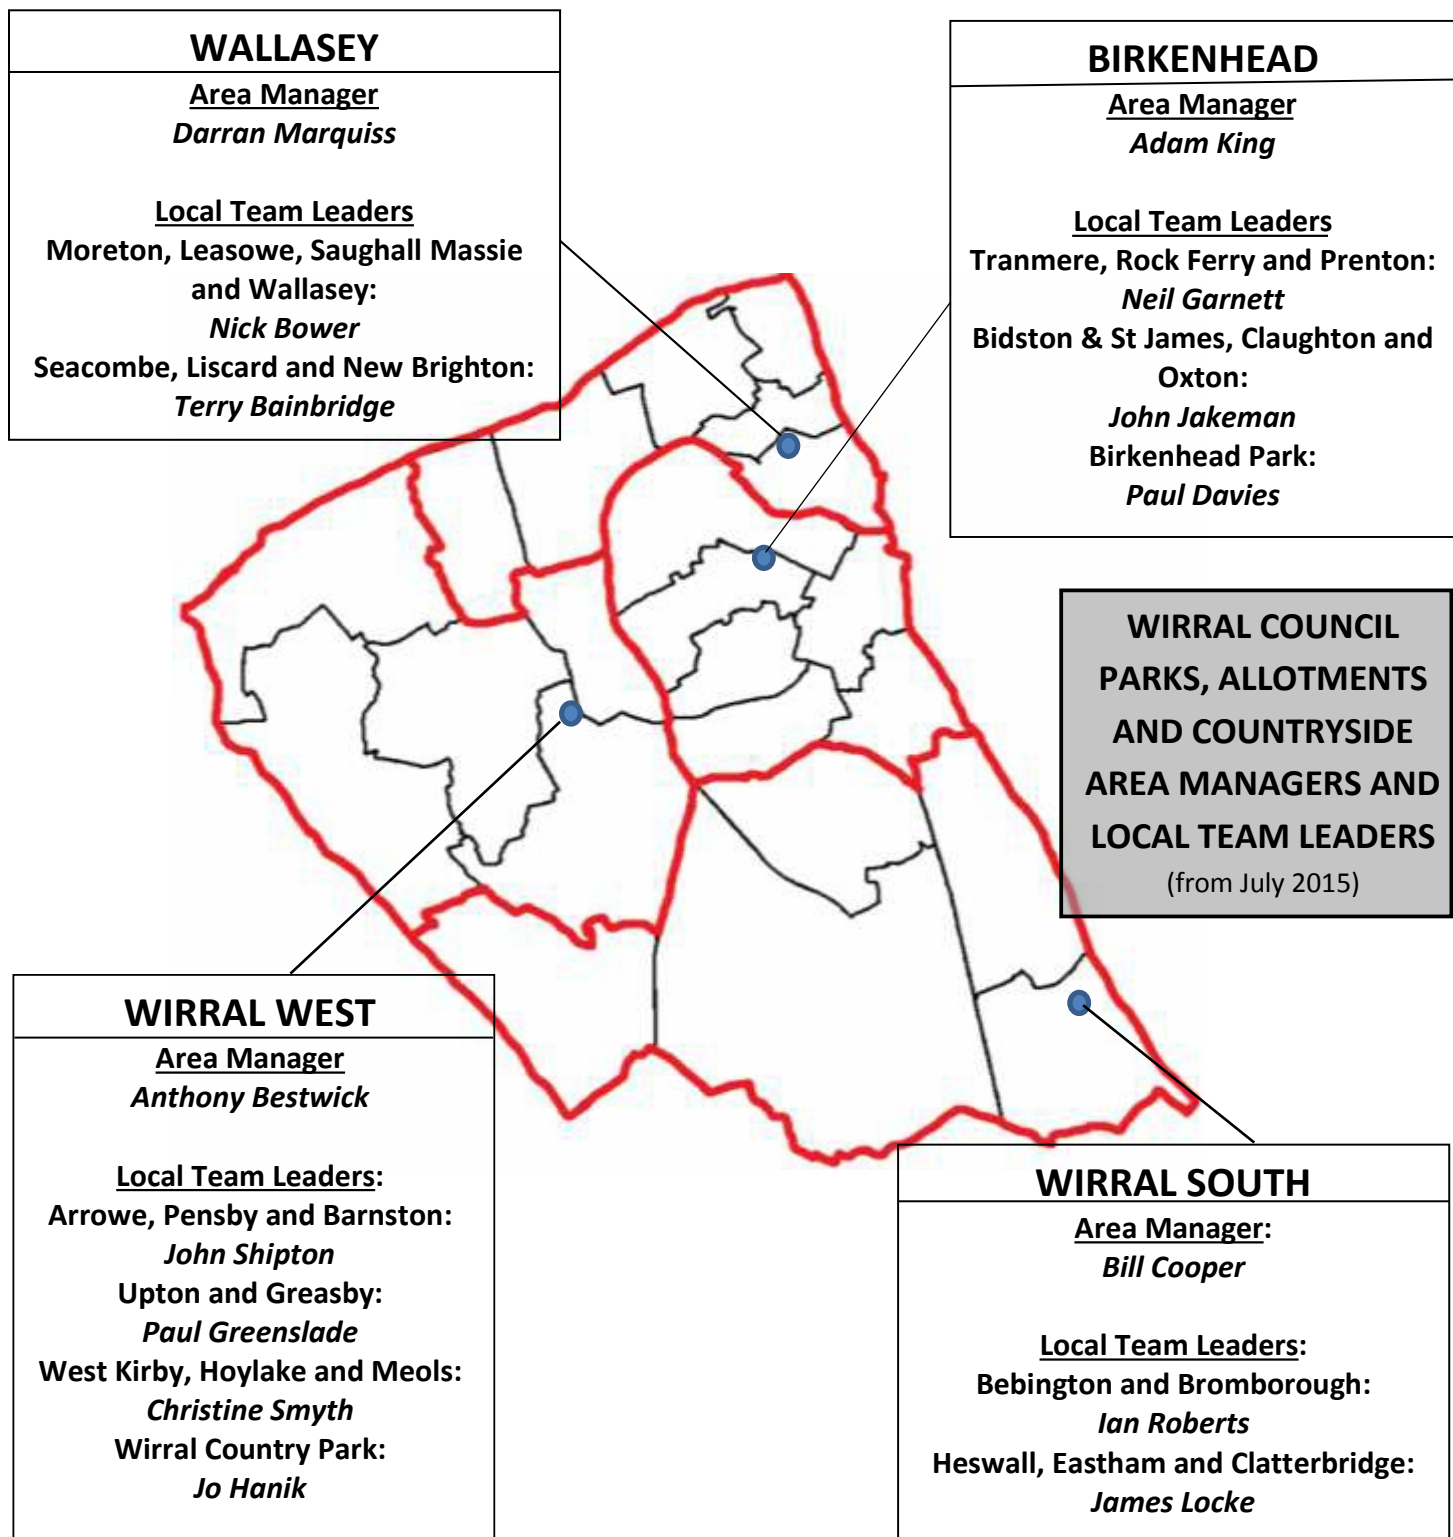 WALLASEY
Area Manager
Darran Marquiss
Local Team Leaders
Moreton, Leasowe, Saughall Massie
and Wallasey:
Nick Bower
Seacombe, Liscard and New Brighton:
Terry Bainbridge
BIRKENHEAD
Area Manager
Adam King
Local Team Leaders
Tranmere, Rock Ferry and Prenton:
Neil Garnett
Bidston & St James, Claughton and
Oxton:
John Jakeman
Birkenhead Park:
Paul Davies
WIRRAL COUNCIL
PARKS, ALLOTMENTS
AND COUNTRYSIDE
AREA MANAGERS AND
LOCAL TEAM LEADERS
(from July 2015)
WIRRAL WEST
Area Manager
Anthony Bestwick
Local Team Leaders:
Arrowe, Pensby and Barnston:
John Shipton
Upton and Greasby:
Paul Greenslade
West Kirby, Hoylake and Meols:
Christine Smyth
Wirral Country Park:
Jo Hanik
WIRRAL SOUTH
Area Manager:
Bill Cooper
Local Team Leaders:
Bebington and Bromborough:
Ian Roberts
Heswall, Eastham and Clatterbridge:
James Locke